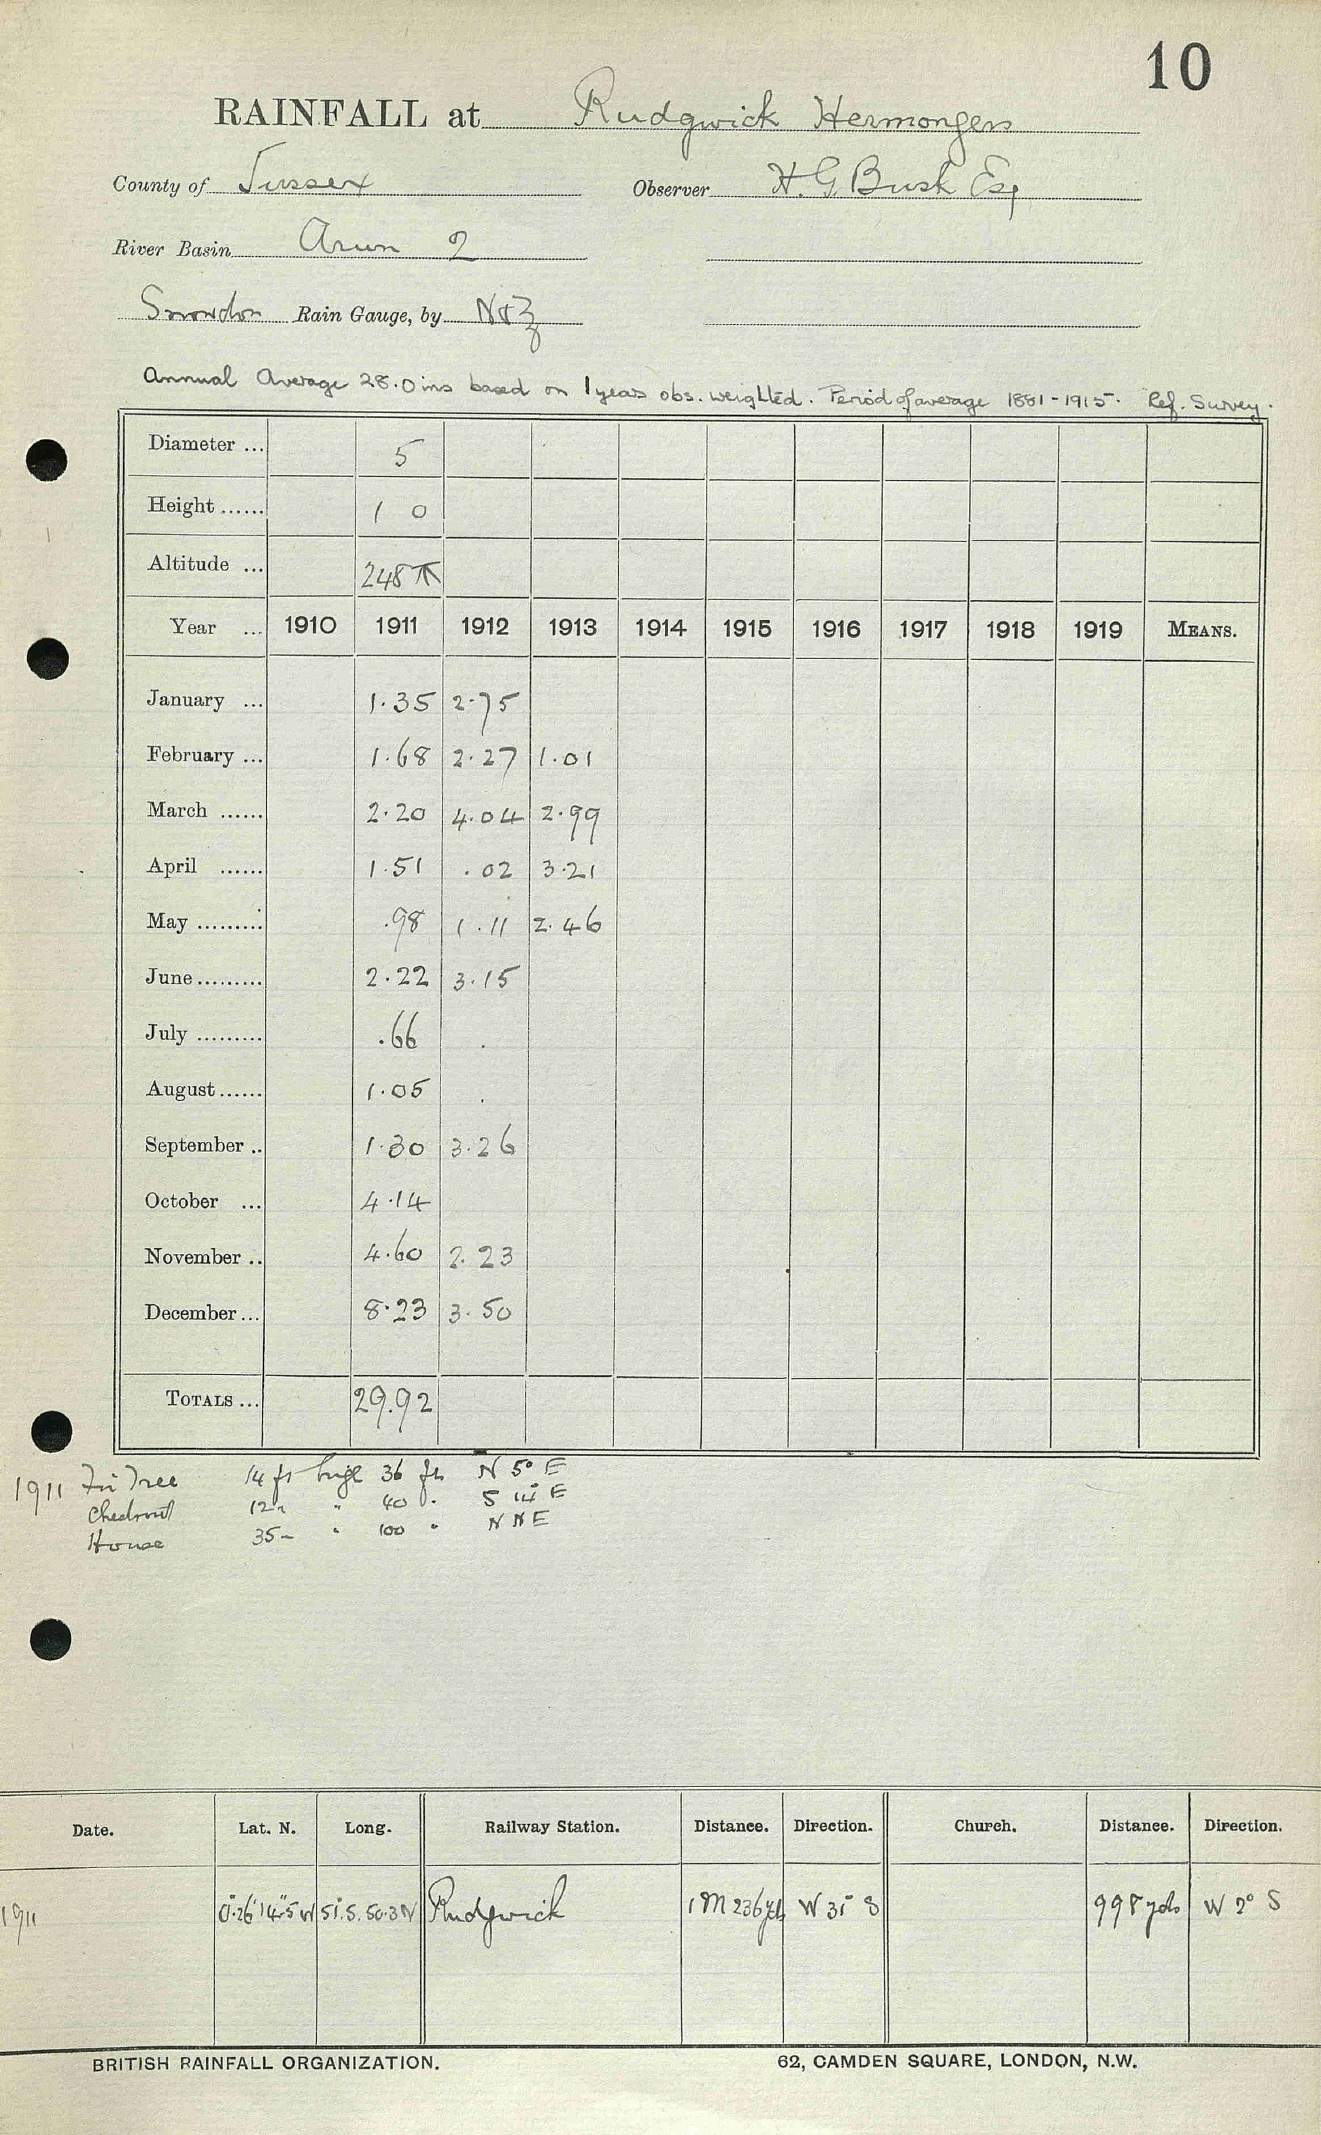 10
RAINFALL at Rudgwick Hermongers
County of Sussex Observer H. G. Busk Esq
River Basin Arun 2
Snowdon Rain Gauge, by N & Z
Annual Average 28.0 ins based on 1 years obs. weighted. Period of average 1881-1915. Ref. Survey.
Diameter ... 5
Height ...... 1 0
Altitude ... 248
Year ... 1910 1911 1912 1913 1914 1915 1916 1917 1918 1919 MEANS.
January ... 1.35 2.75
February ... 1.68 2.27 1.01
March ...... 2.20 4.04 2.99
April ...... 1.51 .02 3.21
May ......... .98 1.11 2.46
June ......... 2.22 3.15
July ......... .66 .
August ...... 1.05 .
September .. 1.30 3.26
October ... 4.14
November .. 4.60 2.23
December ... 8.23 3.50
TOTALS ... 29.92
1911 Fir Tree 14 ft high 36 ft N 5° E
12 " 40 " S 14° E
House 35 " 100 " N N E
Date. Lat. N. Long. Railway Station. Distance. Direction. Church. Distance. Direction.
1911 0°.26'14".5 W 51°.5.50.3 N Rudgwick 1 M 236 yds W 31° S 998 yds W 2° S
BRITISH RAINFALL ORGANIZATION. 62, CAMDEN SQUARE, LONDON, N.W.